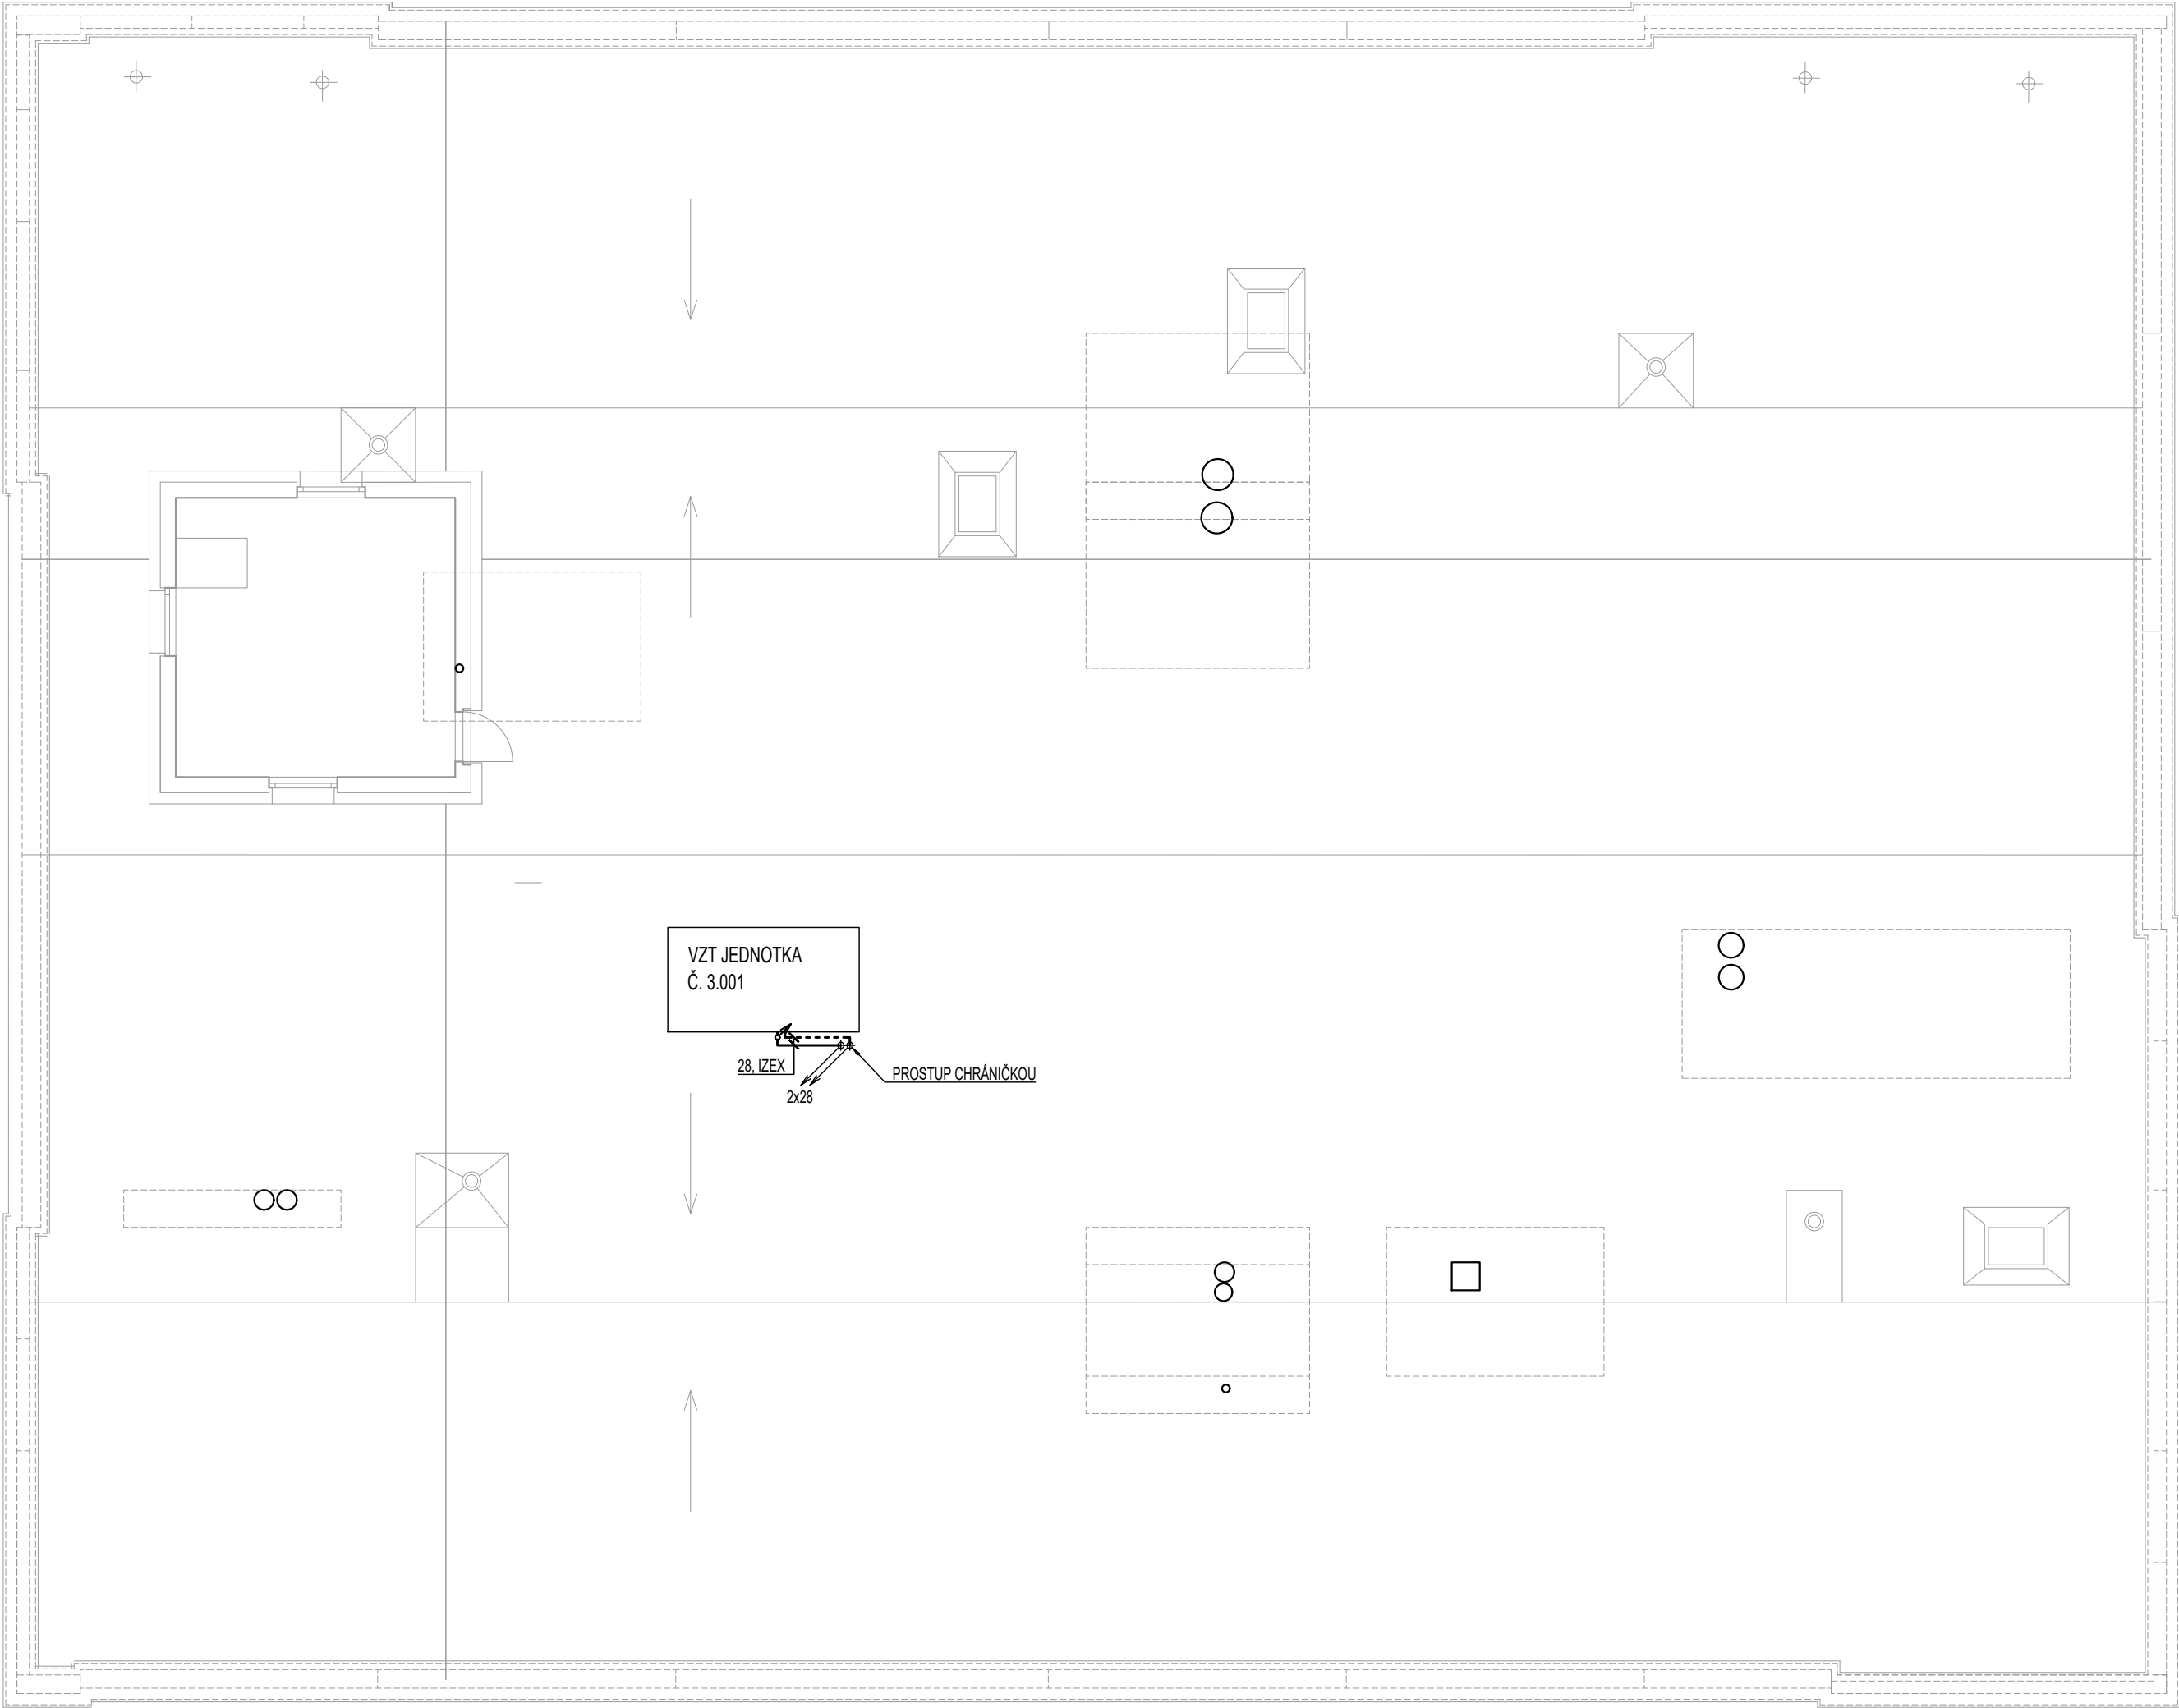 VZT JEDNOTKA
Č. 3.001
28, IZEX
PROSTUP CHRÁNIČKOU
2x28